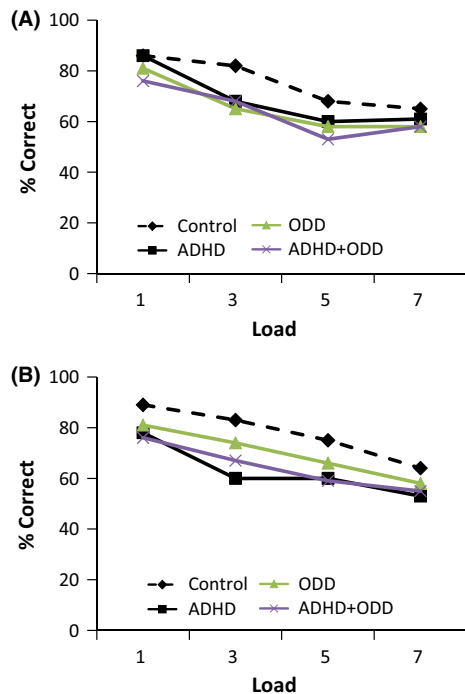 (A)
100
80
60
40
20
0
% Correct
Control ODD
ADHD ADHD+ODD
1 3 5 7
Load
(B)
100
80
60
40
20
0
% Correct
Control ODD
ADHD ADHD+ODD
1 3 5 7
Load